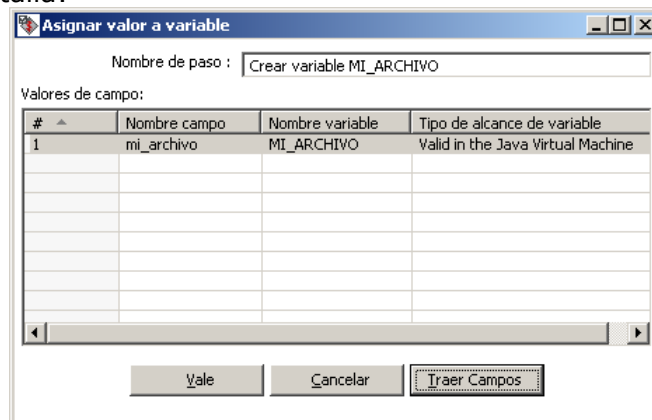 Asignar valor a variable
Nombre de paso : Crear variable MI_ARCHIVO
Valores de campo:
# Nombre campo Nombre variable Tipo de alcance de variable
1 mi_archivo MI_ARCHIVO Valid in the Java Virtual Machine
Vale Cancelar Traer Campos